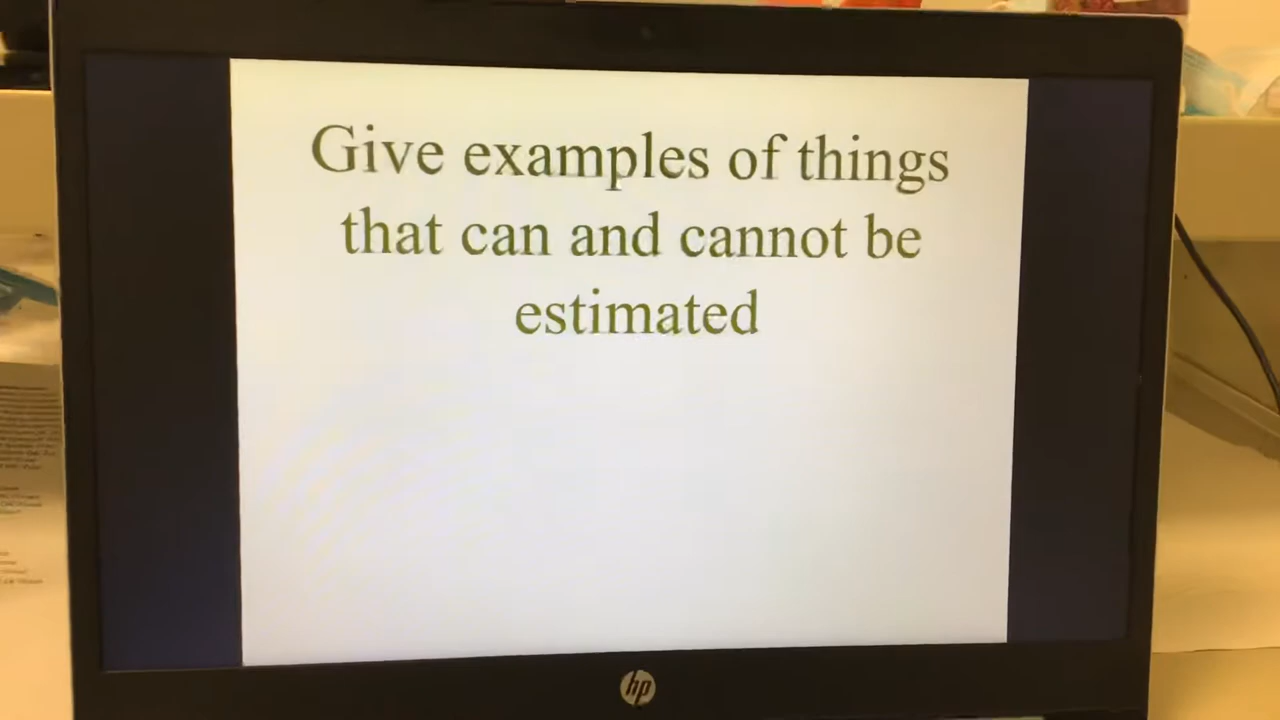 Give examples of things
that can and cannot be
estimated
hp